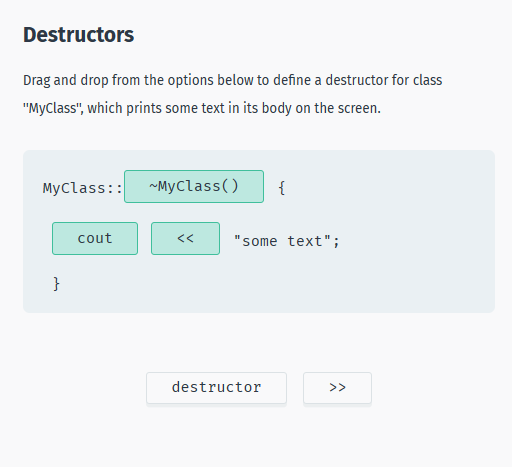 Destructors
Drag and drop from the options below to define a destructor for class
"MyClass", which prints some text in its body on the screen.
MyClass::~MyClass() {
cout << "some text";
}
destructor >>